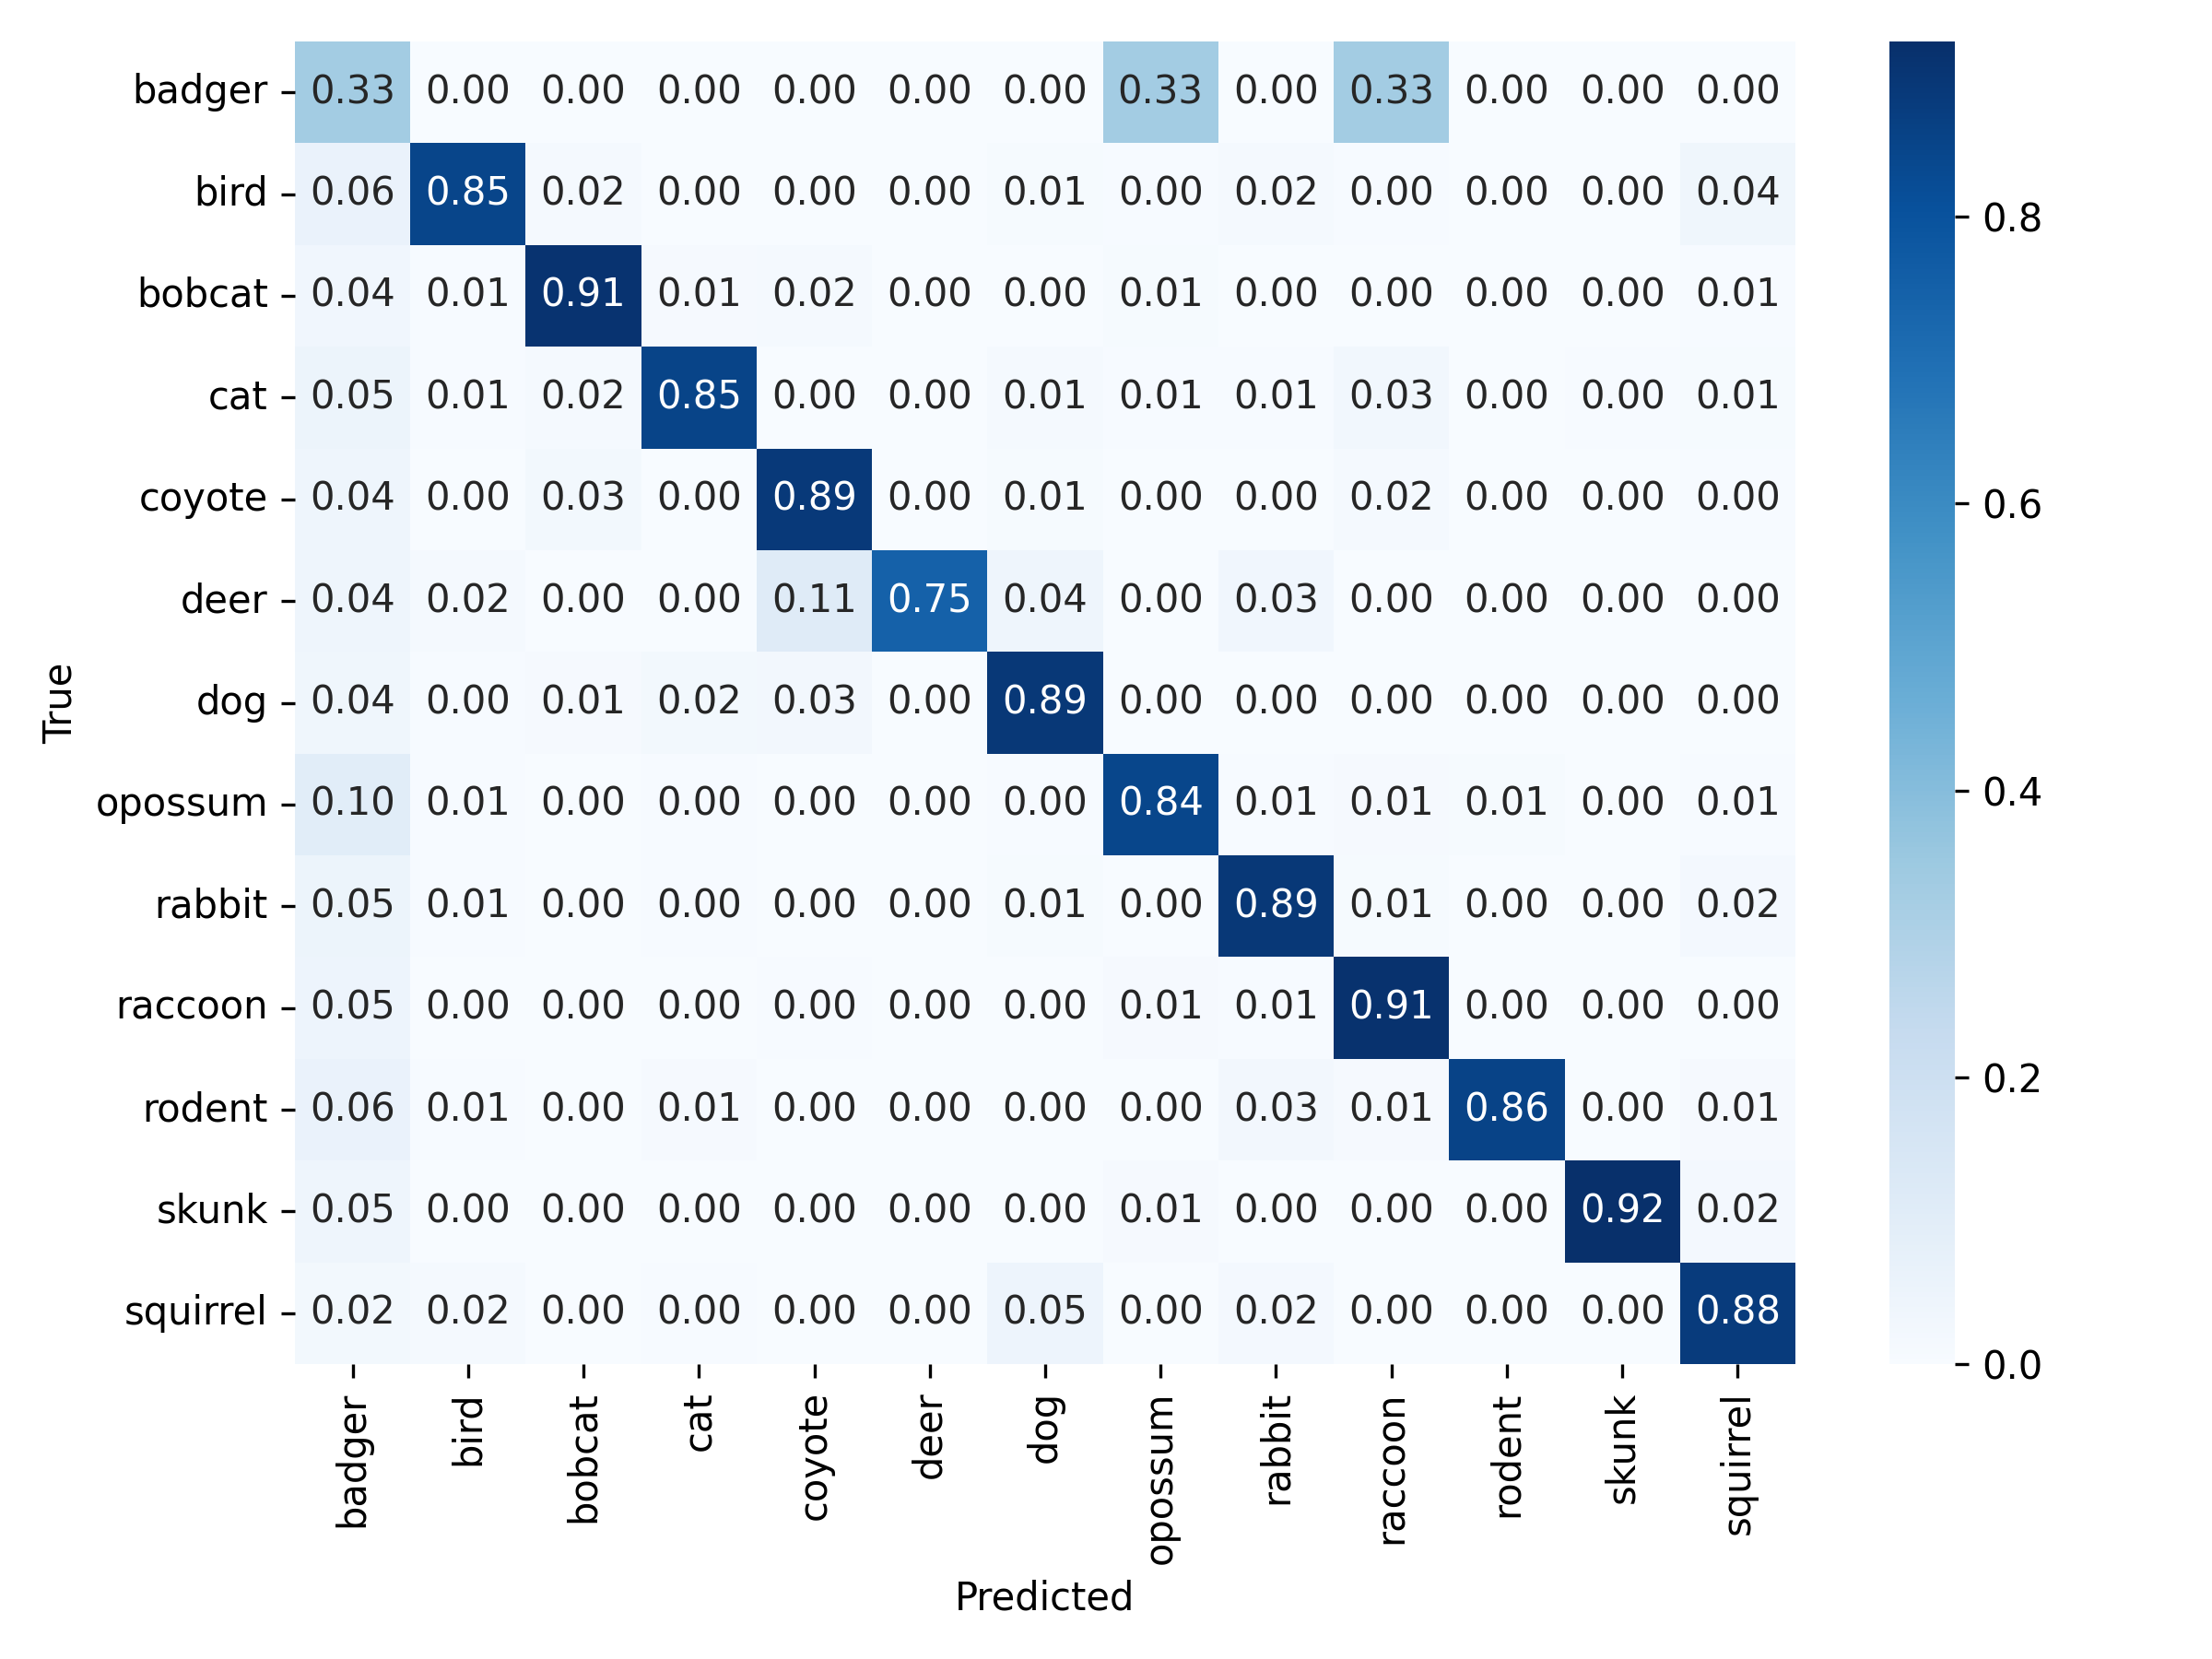 badger 0.33 0.00 0.00 0.00 0.00 0.00 0.00 0.33 0.00 0.33 0.00 0.00 0.00
bird 0.06 0.85 0.02 0.00 0.00 0.00 0.01 0.00 0.02 0.00 0.00 0.00 0.04
bobcat 0.04 0.01 0.91 0.01 0.02 0.00 0.00 0.01 0.00 0.00 0.00 0.00 0.01
cat 0.05 0.01 0.02 0.85 0.00 0.00 0.01 0.01 0.01 0.03 0.00 0.00 0.01
coyote 0.04 0.00 0.03 0.00 0.89 0.00 0.01 0.00 0.00 0.02 0.00 0.00 0.00
deer 0.04 0.02 0.00 0.00 0.11 0.75 0.04 0.00 0.03 0.00 0.00 0.00 0.00
dog 0.04 0.00 0.01 0.02 0.03 0.00 0.89 0.00 0.00 0.00 0.00 0.00 0.00
opossum 0.10 0.01 0.00 0.00 0.00 0.00 0.00 0.84 0.01 0.01 0.01 0.00 0.01
rabbit 0.05 0.01 0.00 0.00 0.00 0.00 0.01 0.00 0.89 0.01 0.00 0.00 0.02
raccoon 0.05 0.00 0.00 0.00 0.00 0.00 0.00 0.01 0.01 0.91 0.00 0.00 0.00
rodent 0.06 0.01 0.00 0.01 0.00 0.00 0.00 0.00 0.03 0.01 0.86 0.00 0.01
skunk 0.05 0.00 0.00 0.00 0.00 0.00 0.00 0.01 0.00 0.00 0.00 0.92 0.02
squirrel 0.02 0.02 0.00 0.00 0.00 0.00 0.05 0.00 0.02 0.00 0.00 0.00 0.88
True
badger bird bobcat cat coyote deer dog opossum rabbit raccoon rodent skunk squirrel
Predicted
0.8
0.6
0.4
0.2
0.0